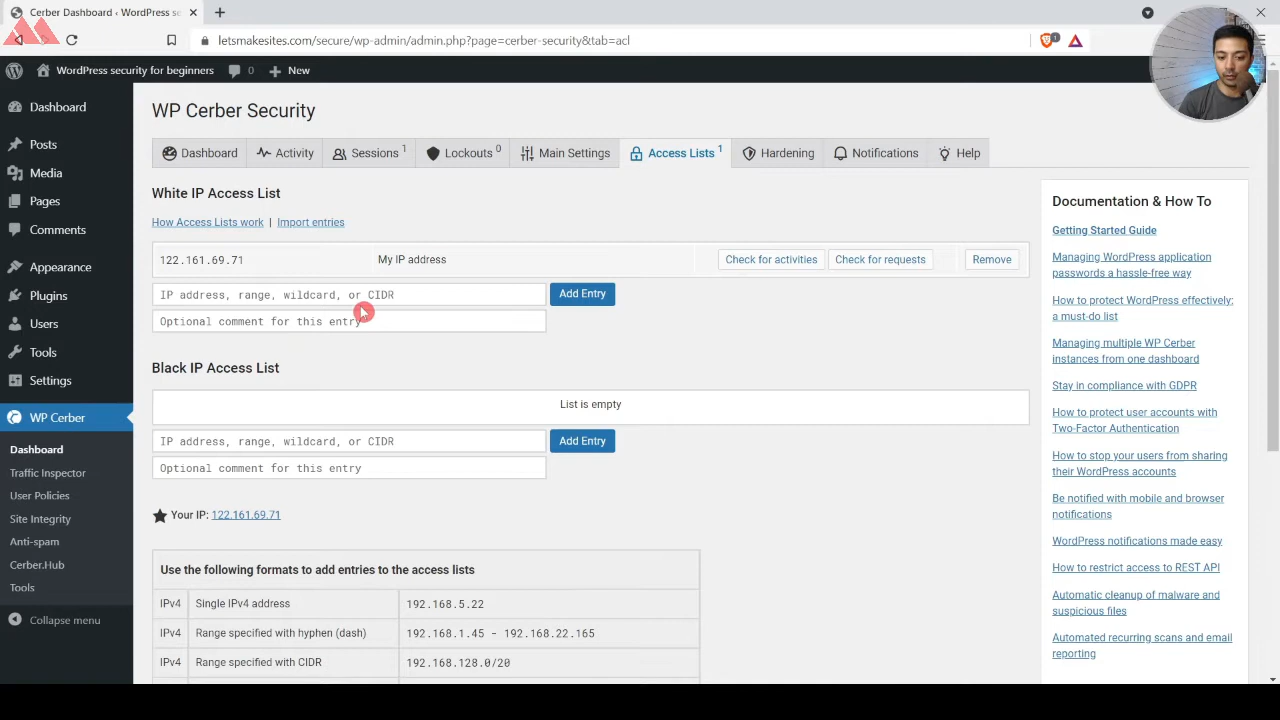 Cerber Dashboard ‹ WordPress se
letsmakesites.com/secure/wp-admin/admin.php?page=cerber-security&tab=acl
1
WordPress security for beginners
0
New
Dashboard
Posts
Media
Pages
Comments
Appearance
Plugins
Users
Tools
Settings
WP Cerber
Dashboard
Traffic Inspector
User Policies
Site Integrity
Anti-spam
Cerber.Hub
Tools
Collapse menu
WP Cerber Security
Dashboard
Activity
Sessions 1
Lockouts 0
Main Settings
Access Lists 1
Hardening
Notifications
Help
White IP Access List
How Access Lists work | Import entries
122.161.69.71 My IP address Check for activities Check for requests Remove
IP address, range, wildcard, or CIDR Add Entry
Optional comment for this entry
Black IP Access List
List is empty
IP address, range, wildcard, or CIDR Add Entry
Optional comment for this entry
Your IP: 122.161.69.71
Use the following formats to add entries to the access lists
IPv4 Single IPv4 address 192.168.5.22
IPv4 Range specified with hyphen (dash) 192.168.1.45 - 192.168.22.165
IPv4 Range specified with CIDR 192.168.128.0/20
Documentation & How To
Getting Started Guide
Managing WordPress application
passwords a hassle-free way
How to protect WordPress effectively:
a must-do list
Managing multiple WP Cerber
instances from one dashboard
Stay in compliance with GDPR
How to protect user accounts with
Two-Factor Authentication
How to stop your users from sharing
their WordPress accounts
Be notified with mobile and browser
notifications
WordPress notifications made easy
How to restrict access to REST API
Automatic cleanup of malware and
suspicious files
Automated recurring scans and email
reporting